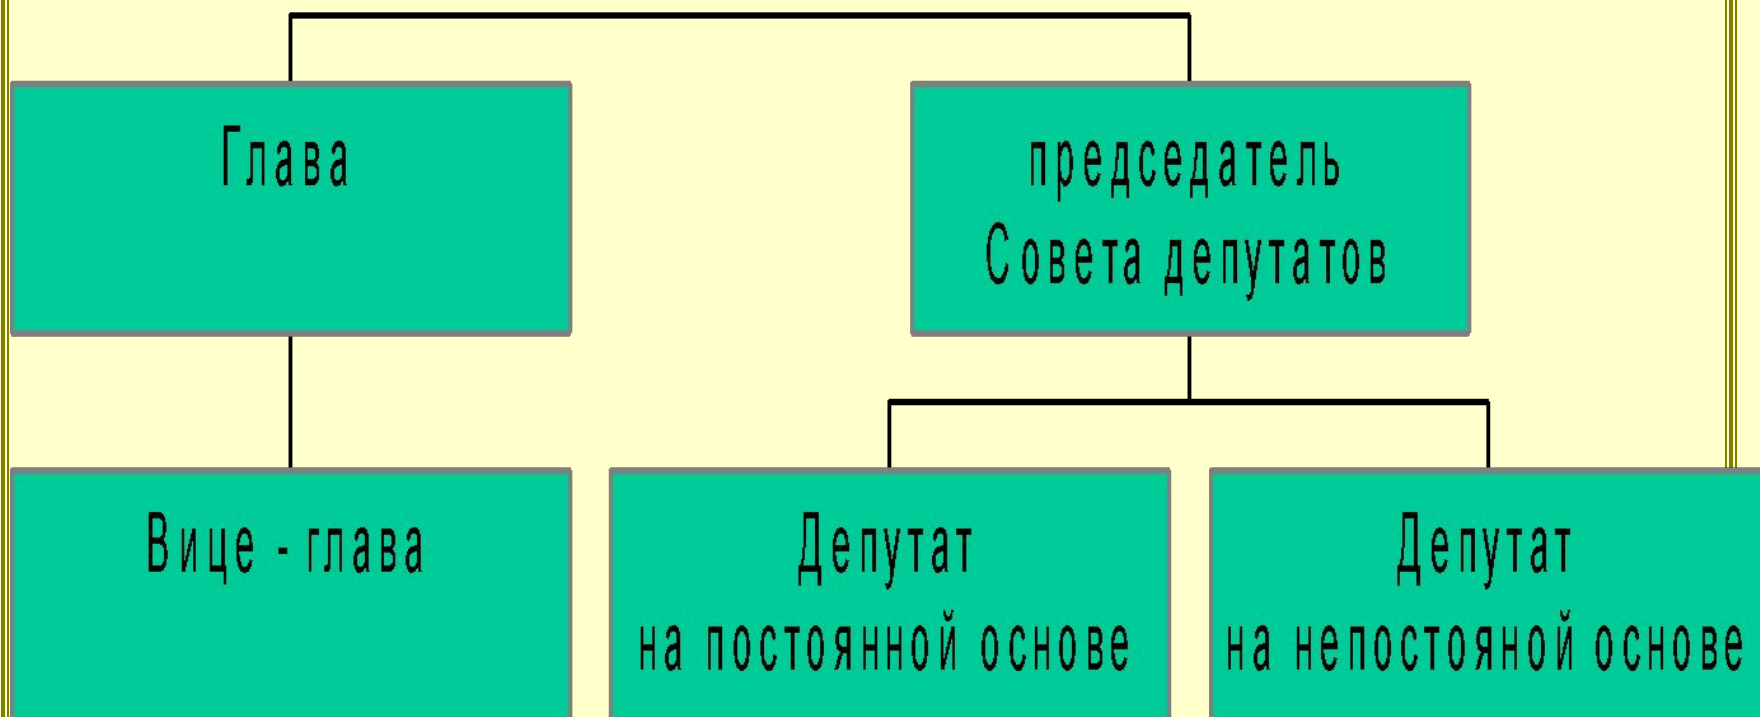 Глава
председатель
Совета депутатов
Вице - глава
Депутат
на постоянной основе
Депутат
на непостояной основе